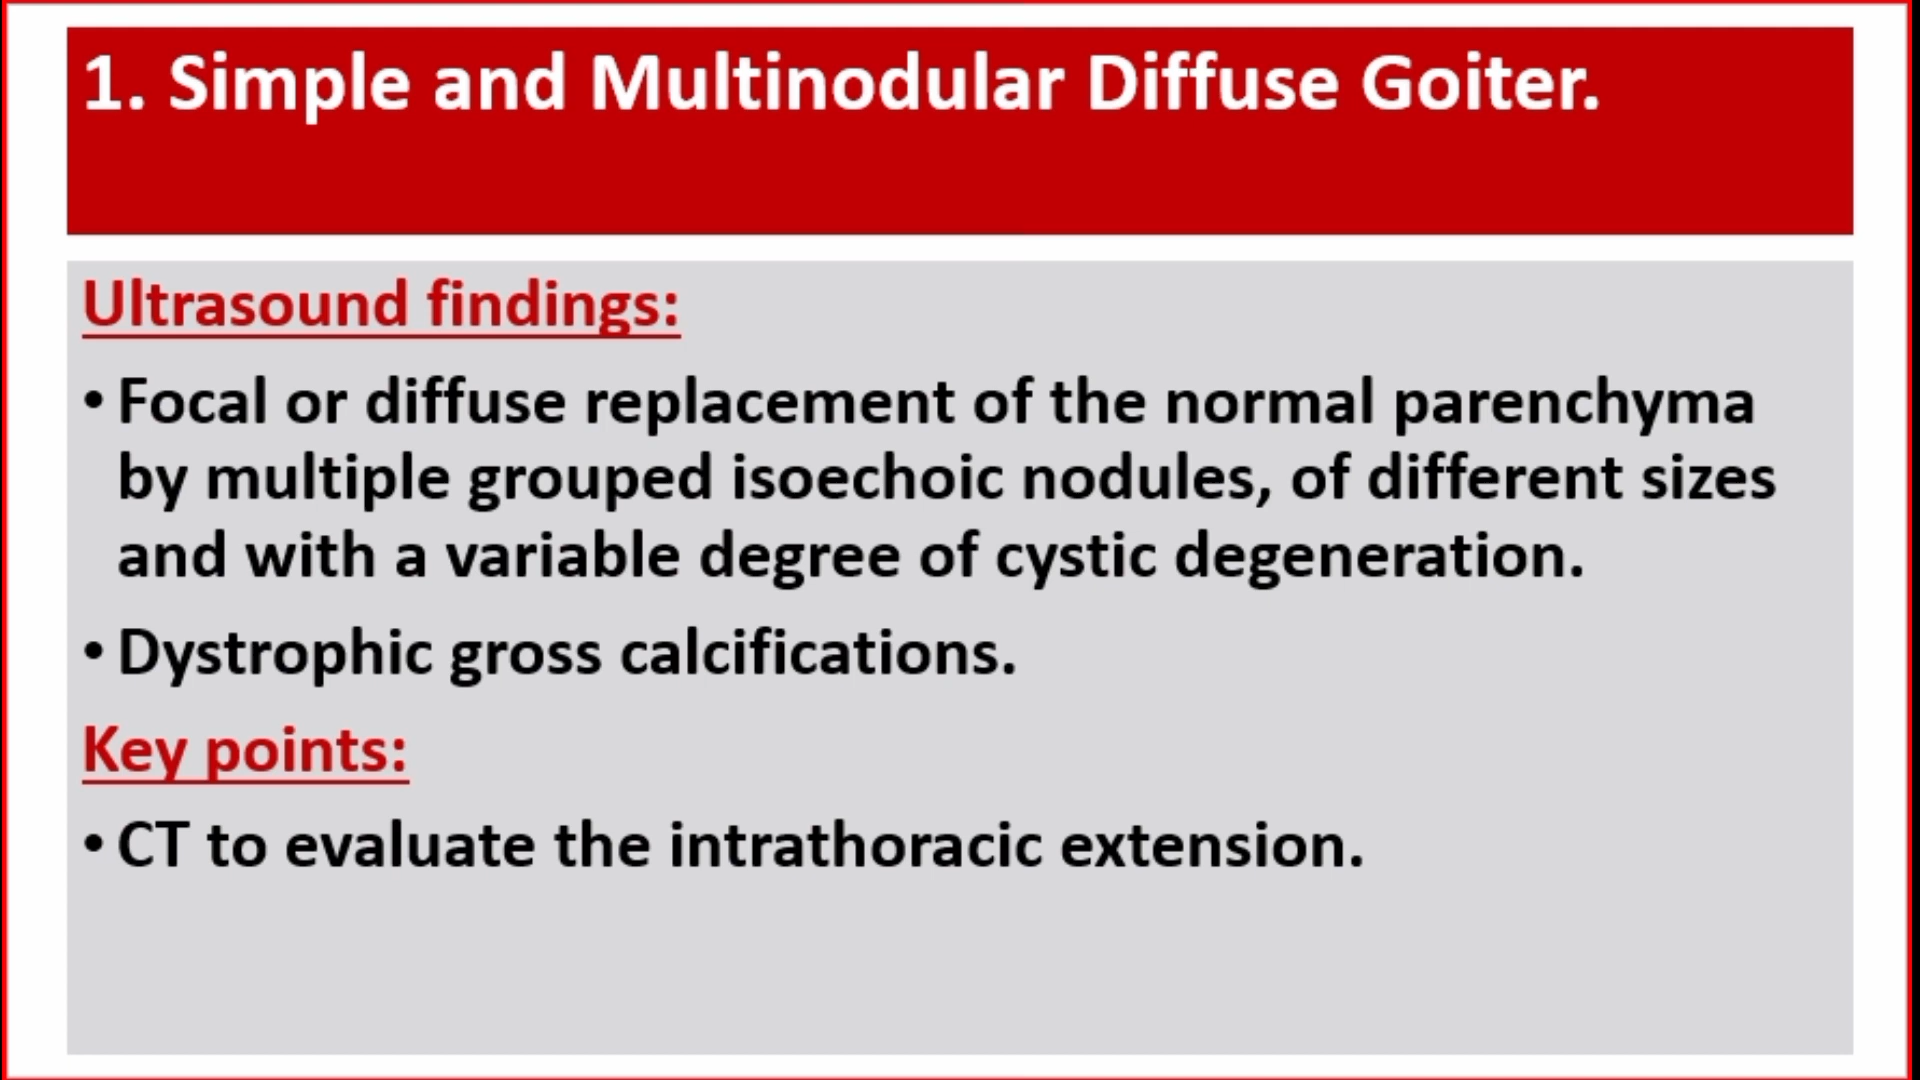 1. Simple and Multinodular Diffuse Goiter.
Ultrasound findings:
• Focal or diffuse replacement of the normal parenchyma
by multiple grouped isoechoic nodules, of different sizes
and with a variable degree of cystic degeneration.
• Dystrophic gross calcifications.
Key points:
• CT to evaluate the intrathoracic extension.